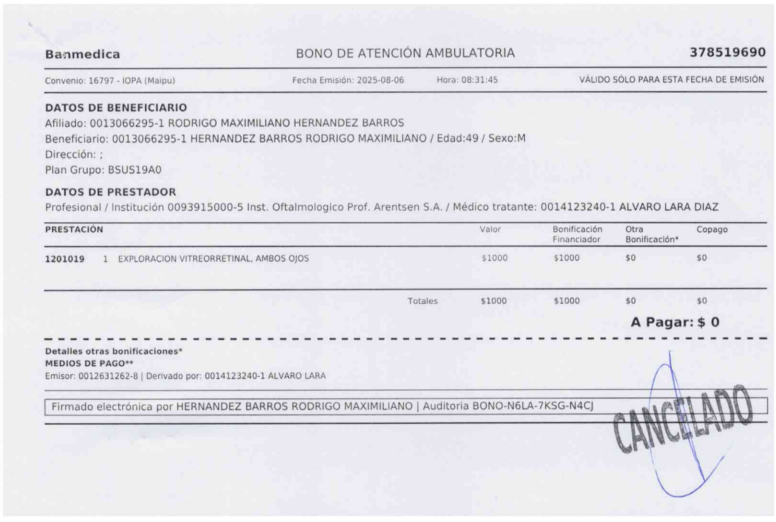 Banmedica BONO DE ATENCIÓN AMBULATORIA 378519690
Convenio: 16797 - IOPA (Maipu) Fecha Emisión: 2025-08-06 Hora: 08:31:45 VÁLIDO SÓLO PARA ESTA FECHA DE EMISIÓN
DATOS DE BENEFICIARIO
Afiliado: 0013066295-1 RODRIGO MAXIMILIANO HERNANDEZ BARROS
Beneficiario: 0013066295-1 HERNANDEZ BARROS RODRIGO MAXIMILIANO / Edad:49 / Sexo:M
Dirección: ;
Plan Grupo: BSUS19A0
DATOS DE PRESTADOR
Profesional / Institución 0093915000-5 Inst. Oftalmologico Prof. Arentsen S.A. / Médico tratante: 0014123240-1 ALVARO LARA DIAZ
PRESTACIÓN Valor Bonificación Financiador Otra Bonificación* Copago
1201019 1 EXPLORACION VITREORRETINAL, AMBOS OJOS $1000 $1000 $0 $0
Totales $1000 $1000 $0 $0
A Pagar: $ 0
Detalles otras bonificaciones*
MEDIOS DE PAGO**
Emisor: 0012631262-8 | Derivado por: 0014123240-1 ALVARO LARA
Firmado electrónica por HERNANDEZ BARROS RODRIGO MAXIMILIANO | Auditoria BONO-N6LA-7KSG-N4CJ
CANCELADO